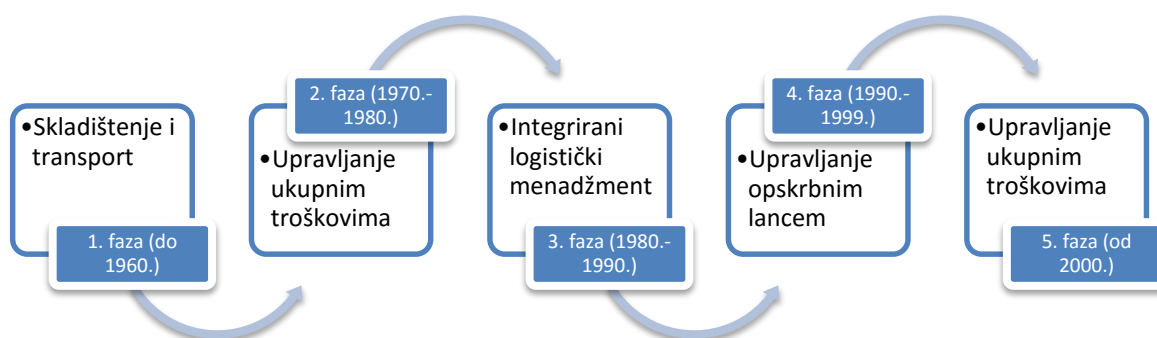 •Skladištenje i
transport
1. faza (do
1960.)
2. faza (1970.-
1980.)
•Upravljanje
ukupnim
troškovima
•Integrirani
logistički
menadžment
3. faza (1980.-
1990.)
4. faza (1990.-
1999.)
•Upravljanje
opskrbnim
lancem
•Upravljanje
ukupnim
troškovima
5. faza (od
2000.)